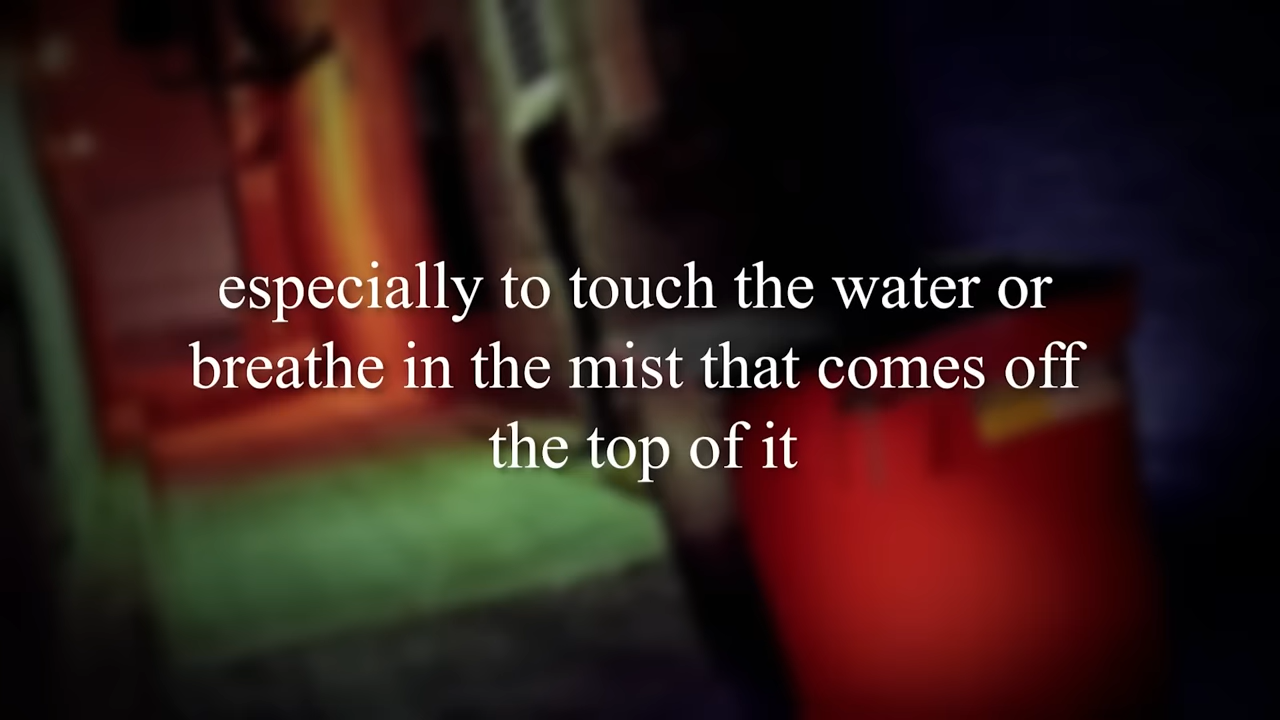 especially to touch the water or
breathe in the mist that comes off
the top of it